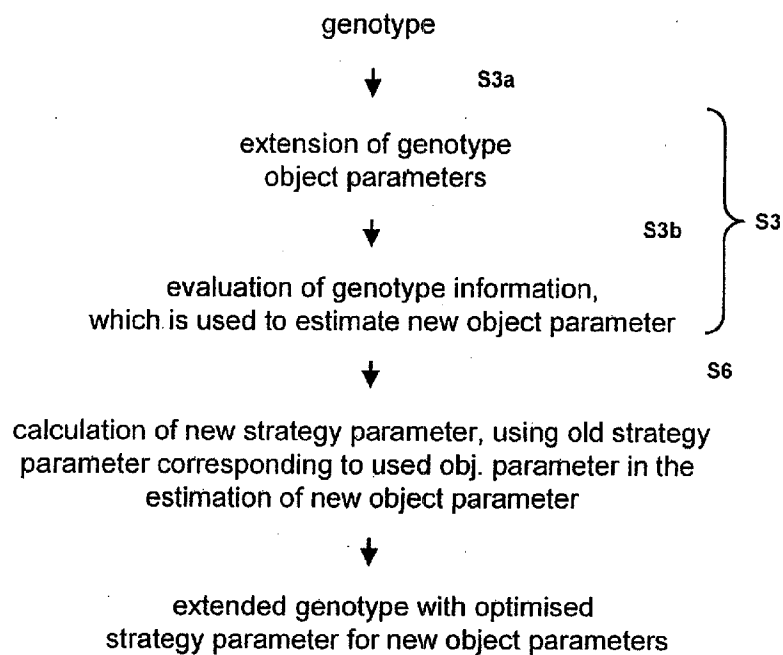 genotype
S3a
extension of genotype
object parameters
S3b
S3
evaluation of genotype information,
which is used to estimate new object parameter
S6
calculation of new strategy parameter, using old strategy
parameter corresponding to used obj. parameter in the
estimation of new object parameter
extended genotype with optimised
strategy parameter for new object parameters